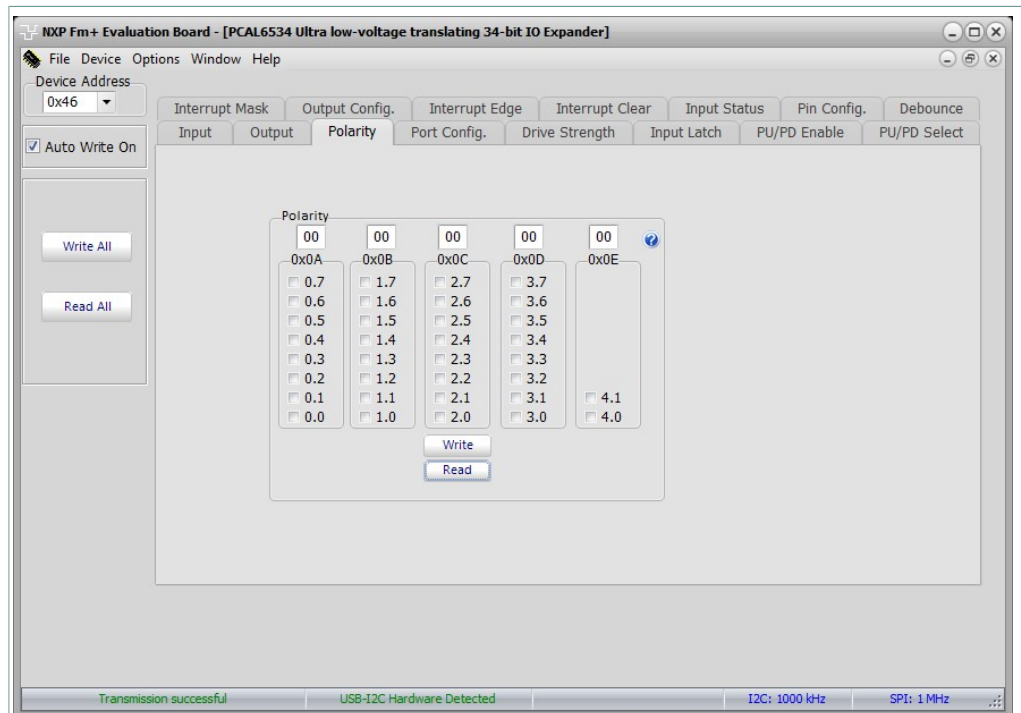 NXP Fm+ Evaluation Board - [PCAL6534 Ultra low-voltage translating 34-bit IO Expander]
File Device Options Window Help
Device Address
0x46
Auto Write On
Write All
Read All
Interrupt Mask Output Config. Interrupt Edge Interrupt Clear Input Status Pin Config. Debounce
Input Output Polarity Port Config. Drive Strength Input Latch PU/PD Enable PU/PD Select
Polarity
00 00 00 00 00
0x0A 0x0B 0x0C 0x0D 0x0E
0.7 1.7 2.7 3.7
0.6 1.6 2.6 3.6
0.5 1.5 2.5 3.5
0.4 1.4 2.4 3.4
0.3 1.3 2.3 3.3
0.2 1.2 2.2 3.2
0.1 1.1 2.1 3.1 4.1
0.0 1.0 2.0 3.0 4.0
Write
Read
Transmission successful USB-I2C Hardware Detected I2C: 1000 kHz SPI: 1 MHz